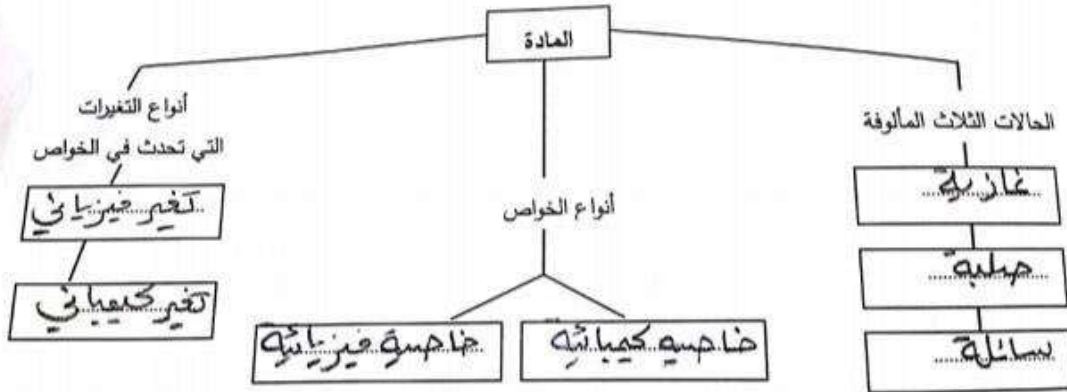 المادة
الحالات الثلاث المألوفة
غازية
صلبة
سائلة
أنواع الخواص
خاصيه كيميائية
خاصية فيزيائية
أنواع التغيرات
التي تحدث في الخواص
تغير فيزيائي
تغير كيميائي